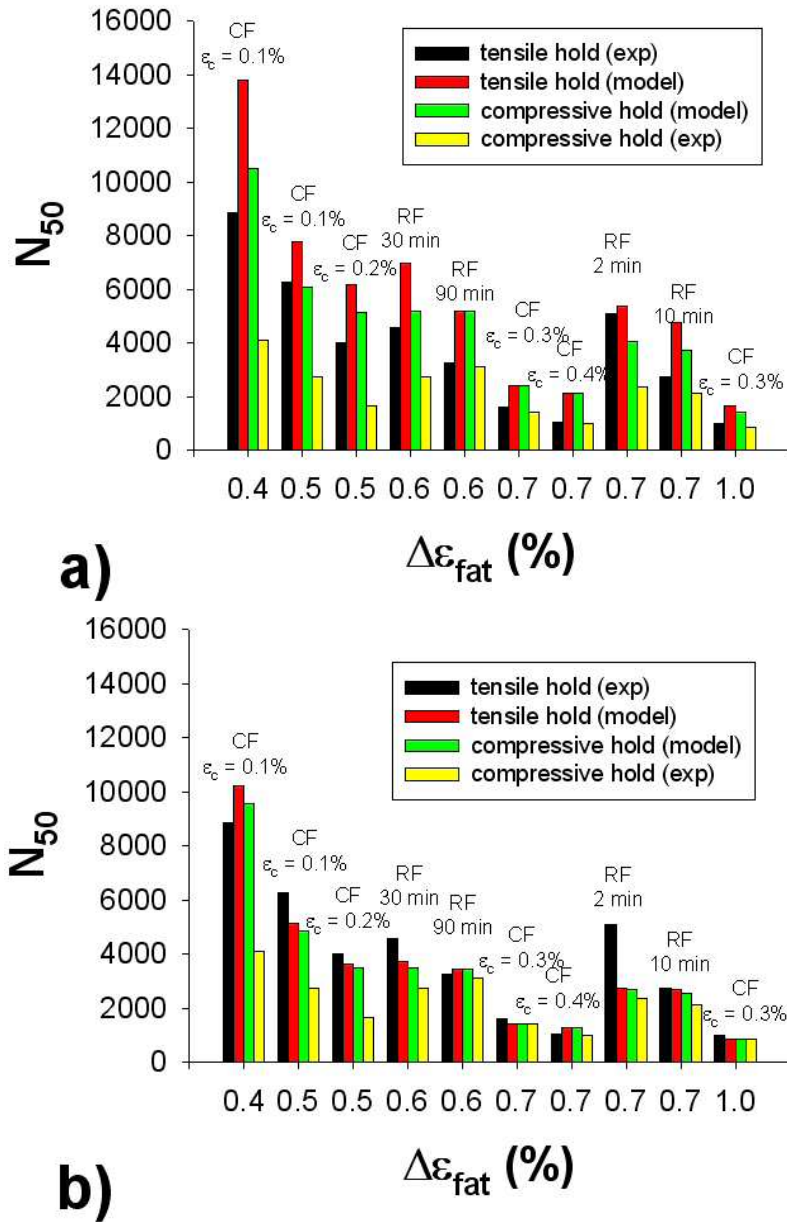 16000
14000
12000
10000
8000
6000
4000
2000
0
N50
CF
εc = 0.1%
CF
εc = 0.1%
CF
εc = 0.2%
RF
30 min
RF
90 min
CF
εc = 0.3%
CF
εc = 0.4%
RF
2 min
RF
10 min
CF
εc = 0.3%
tensile hold (exp)
tensile hold (model)
compressive hold (model)
compressive hold (exp)
0.4 0.5 0.5 0.6 0.6 0.7 0.7 0.7 0.7 1.0
Δεfat (%)
a)
16000
14000
12000
10000
8000
6000
4000
2000
0
N50
CF
εc = 0.1%
CF
εc = 0.1%
CF
εc = 0.2%
RF
30 min
RF
90 min
CF
εc = 0.3%
CF
εc = 0.4%
RF
2 min
RF
10 min
CF
εc = 0.3%
tensile hold (exp)
tensile hold (model)
compressive hold (model)
compressive hold (exp)
0.4 0.5 0.5 0.6 0.6 0.7 0.7 0.7 0.7 1.0
Δεfat (%)
b)